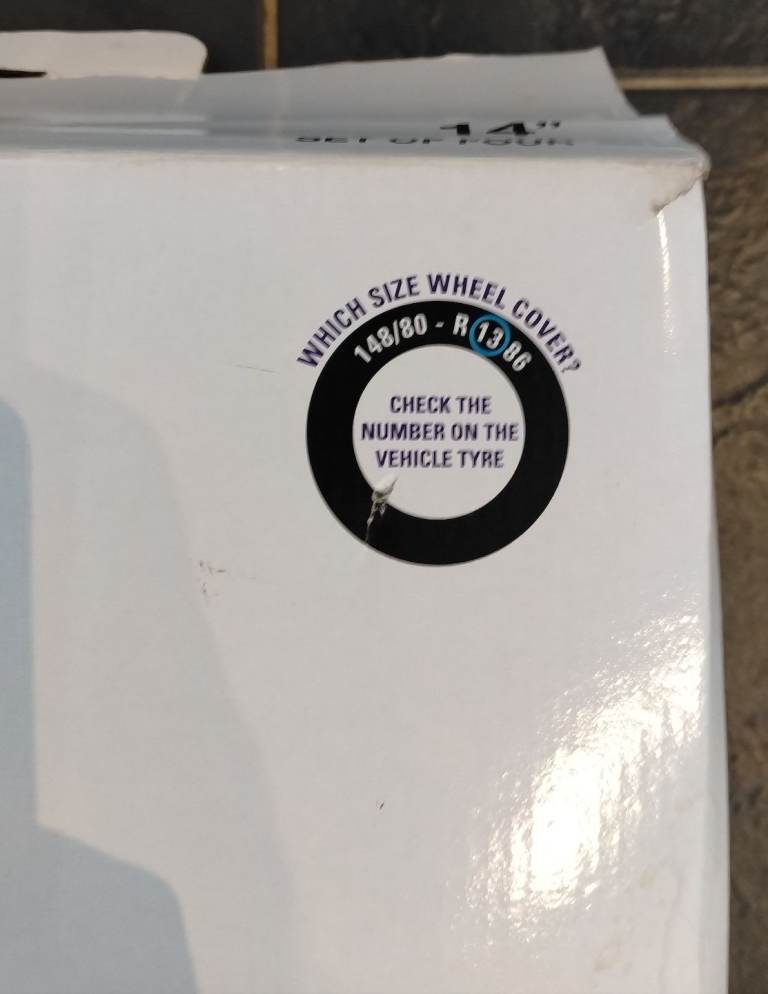 14"
SET OF FOUR
WHICH SIZE WHEEL COVER?
148/80 - R 13 86
CHECK THE
NUMBER ON THE
VEHICLE TYRE